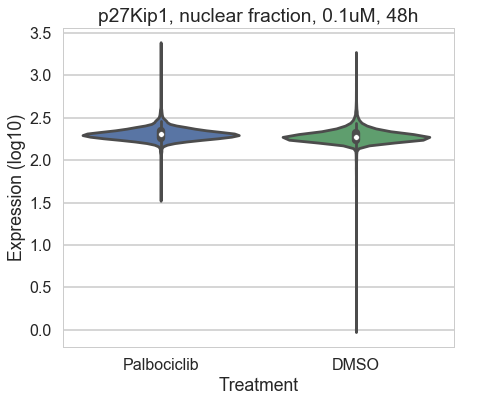 p27Kip1, nuclear fraction, 0.1uM, 48h
Expression (log10)
3.5
3.0
2.5
2.0
1.5
1.0
0.5
0.0
Palbociclib
DMSO
Treatment